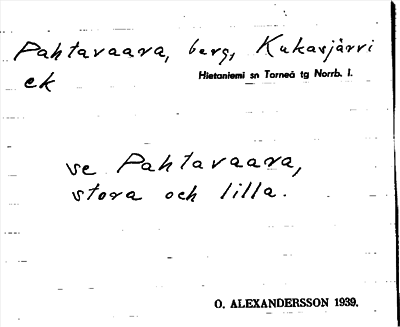 Pahtavaara, berg, Kukasjärvi
ek Hietaniemi sn Torneå tg Norrb. l.
se Pahtavaara,
stora och lilla.
O. ALEXANDERSSON 1939.